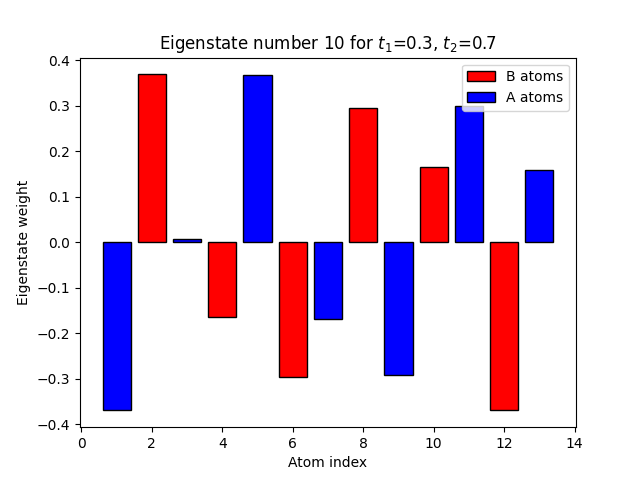 Eigenstate number 10 for $t_1$=0.3, $t_2$=0.7
B atoms
A atoms
0.4
0.3
0.2
0.1
0.0
−0.1
−0.2
−0.3
−0.4
Eigenstate weight
0 2 4 6 8 10 12 14
Atom index